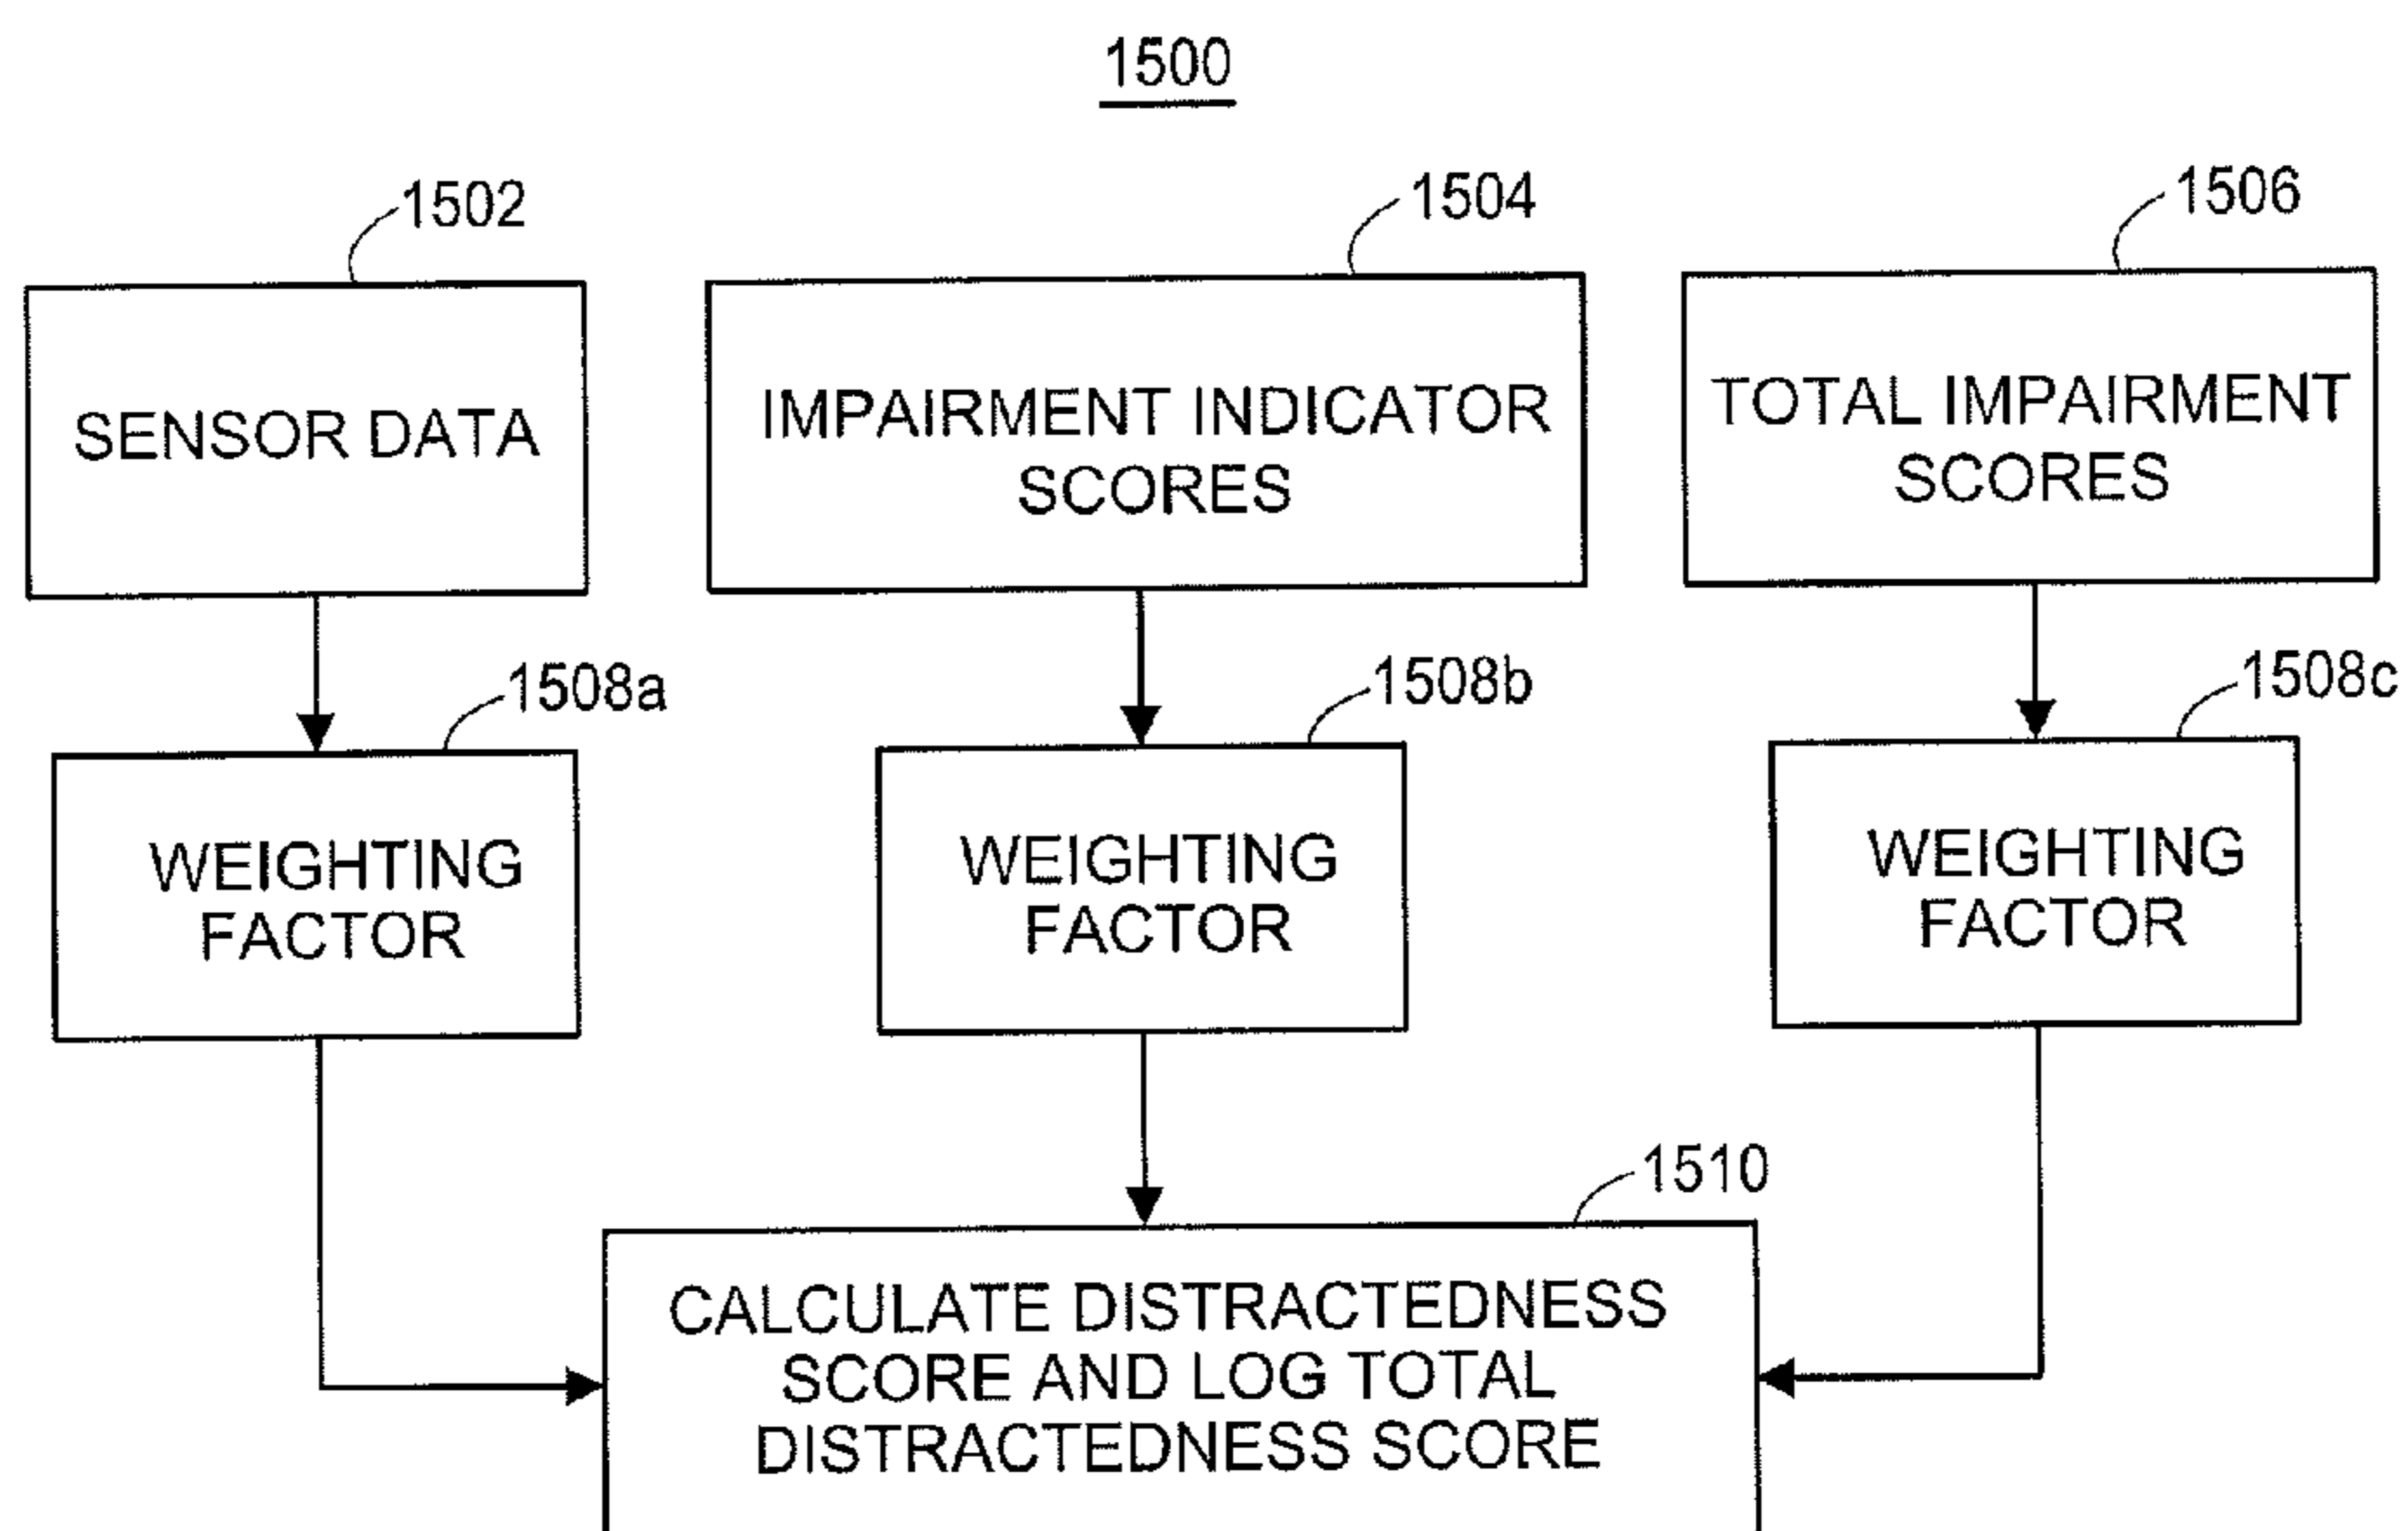 1500
1502
1504
1506
SENSOR DATA
IMPAIRMENT INDICATOR
SCORES
TOTAL IMPAIRMENT
SCORES
1508a
1508b
1508c
WEIGHTING
FACTOR
WEIGHTING
FACTOR
WEIGHTING
FACTOR
1510
CALCULATE DISTRACTEDNESS
SCORE AND LOG TOTAL
DISTRACTEDNESS SCORE